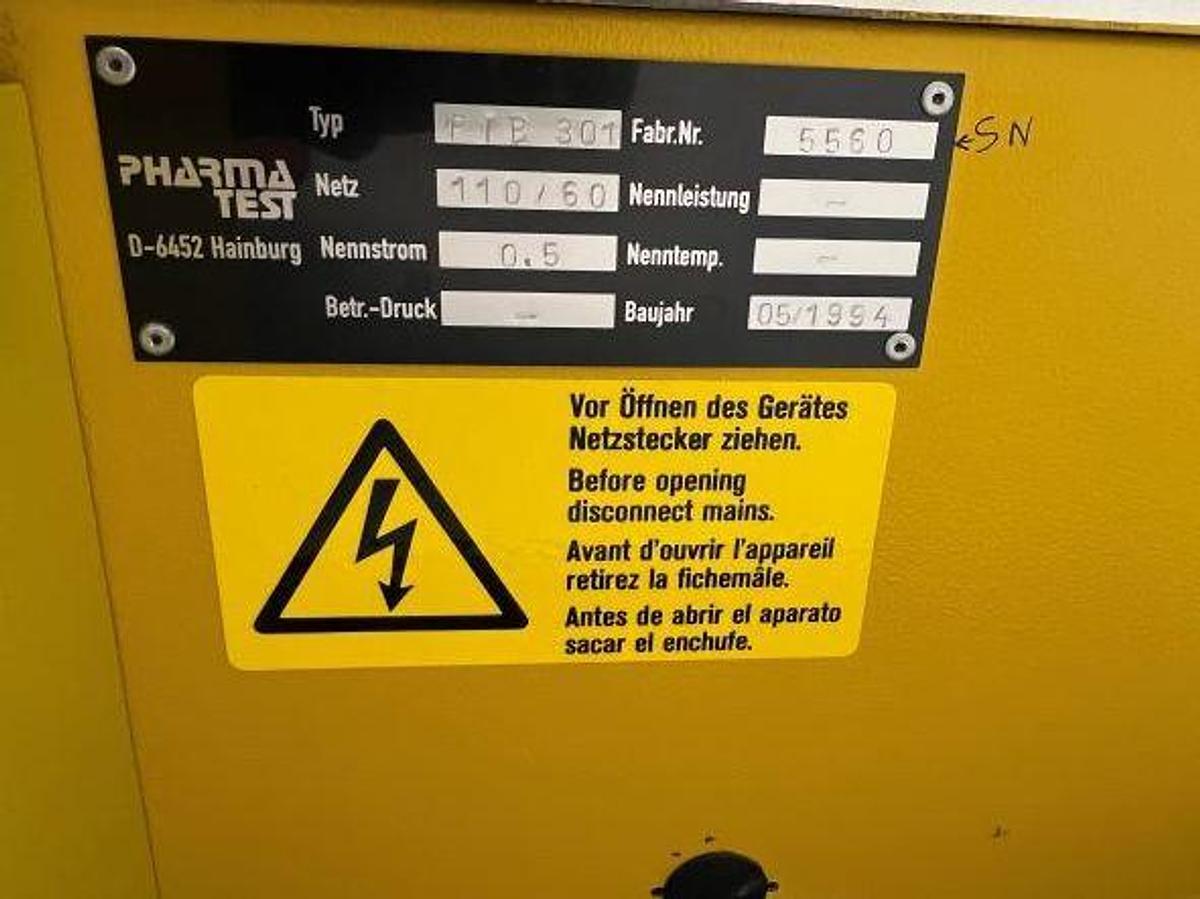 PHARMA
TEST
D-6452 Hainburg
Typ PTB 301 Fabr.Nr. 5560
Netz 110/60 Nennleistung -
Nennstrom 0.5 Nenntemp. -
Betr.-Druck - Baujahr 05/1994
←SN
Vor Öffnen des Gerätes
Netzstecker ziehen.
Before opening
disconnect mains.
Avant d'ouvrir l'appareil
retirez la fichemâle.
Antes de abrir el aparato
sacar el enchufe.